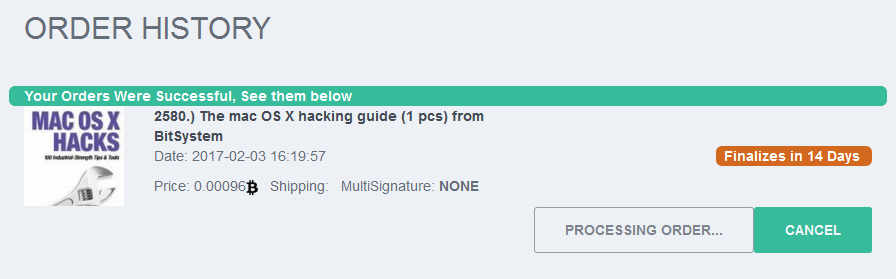 ORDER HISTORY
Your Orders Were Successful, See them below
MAC OS X
HACKS
100 Industrial-Strength Tips & Tools
2580.) The mac OS X hacking guide (1 pcs) from
BitSystem
Date: 2017-02-03 16:19:57
Finalizes in 14 Days
Price: 0.00096₿ Shipping: MultiSignature: NONE
PROCESSING ORDER...
CANCEL